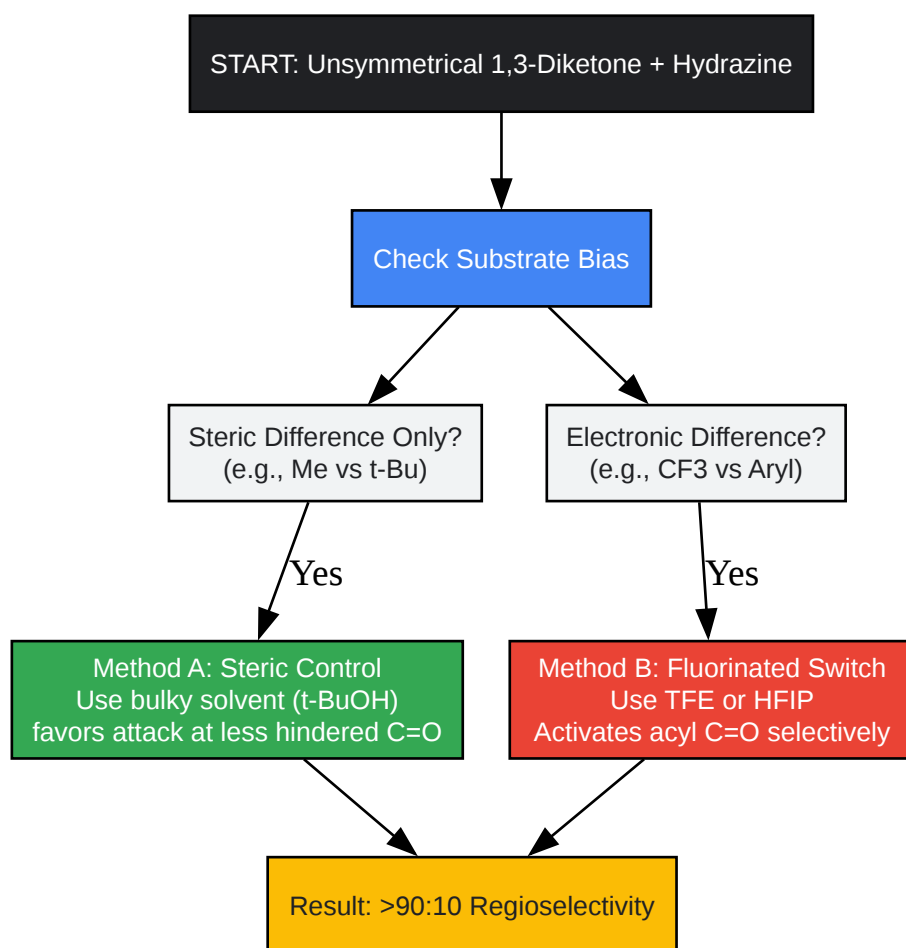 START: Unsymmetrical 1,3-Diketone + Hydrazine
Check Substrate Bias
Steric Difference Only?
(e.g., Me vs t-Bu)
Electronic Difference?
(e.g., CF3 vs Aryl)
Yes
Yes
Method A: Steric Control
Use bulky solvent (t-BuOH)
favors attack at less hindered C=O
Method B: Fluorinated Switch
Use TFE or HFIP
Activates acyl C=O selectively
Result: >90:10 Regioselectivity